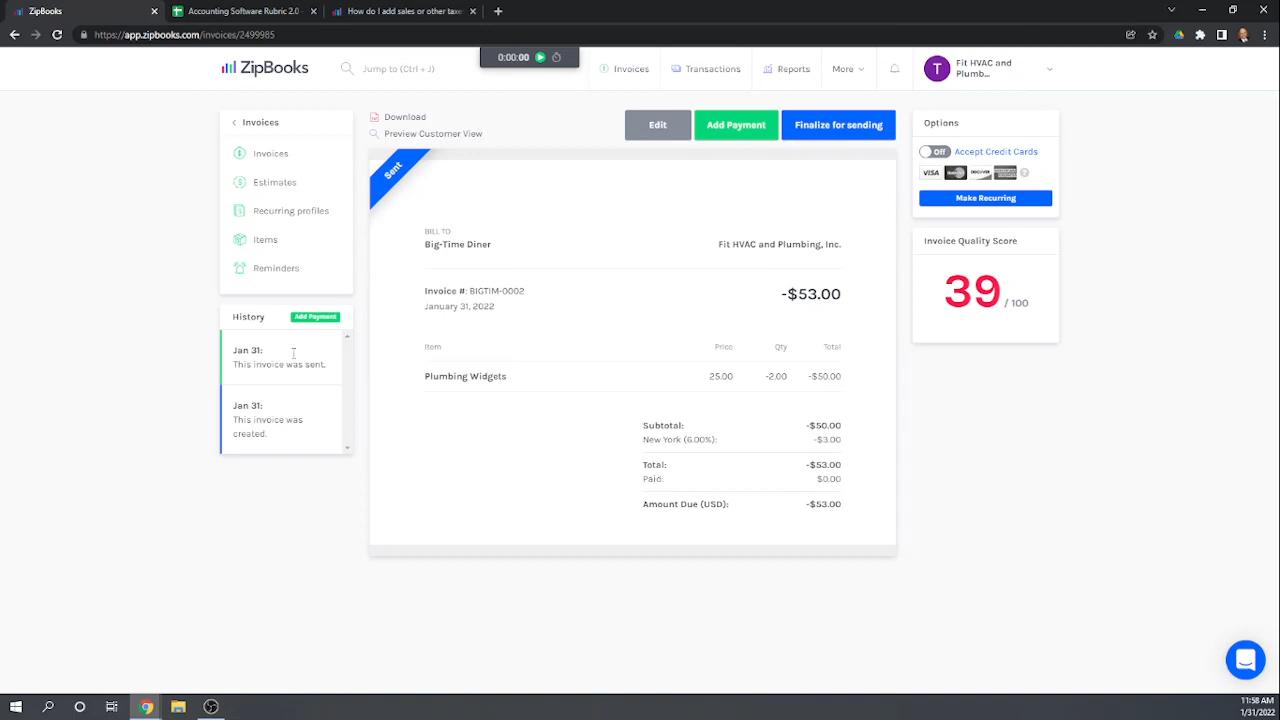 ZipBooks
Accounting Software Rubric 2.0 -
How do I add sales or other taxe
https://app.zipbooks.com/invoices/2499985
0:00:00
ZipBooks
Jump to (Ctrl + J)
Invoices
Transactions
Reports
More
T
Fit HVAC and
Plumb...
Invoices
Invoices
Estimates
Recurring profiles
Items
Reminders
History
Add Payment
Jan 31:
This invoice was sent.
Jan 31:
This invoice was
created.
Download
Preview Customer View
Edit
Add Payment
Finalize for sending
Sent
BILL TO
Big-Time Diner
Fit HVAC and Plumbing, Inc.
Invoice #: BIGTIM-0002
-$53.00
January 31, 2022
Item Price Qty Total
Plumbing Widgets 25.00 -2.00 -$50.00
Subtotal: -$50.00
New York (6.00%): -$3.00
Total: -$53.00
Paid: $0.00
Amount Due (USD): -$53.00
Options
Off Accept Credit Cards
VISA DISCOVER
Make Recurring
Invoice Quality Score
39 / 100
11:58 AM
1/31/2022